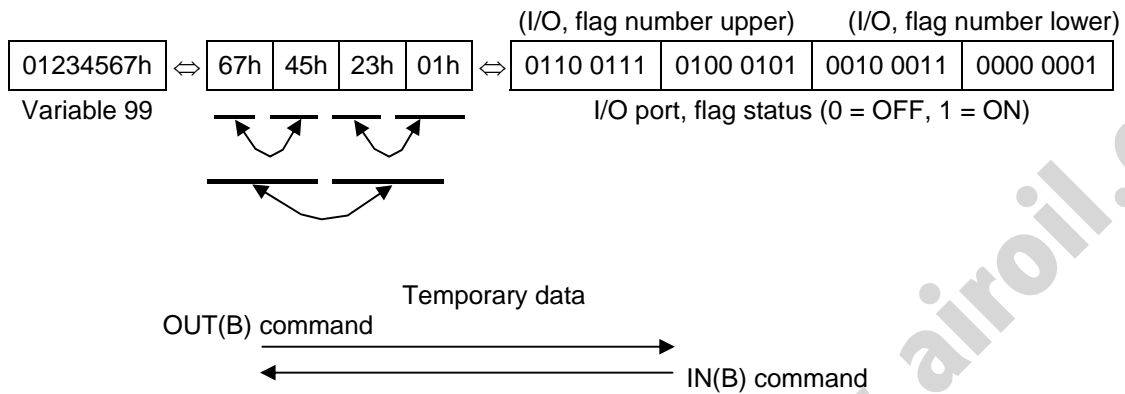 (I/O, flag number upper) (I/O, flag number lower)
01234567h ⇔ 67h 45h 23h 01h ⇔ 0110 0111 0100 0101 0010 0011 0000 0001
Variable 99 I/O port, flag status (0 = OFF, 1 = ON)
Temporary data
OUT(B) command
IN(B) command
airoil.